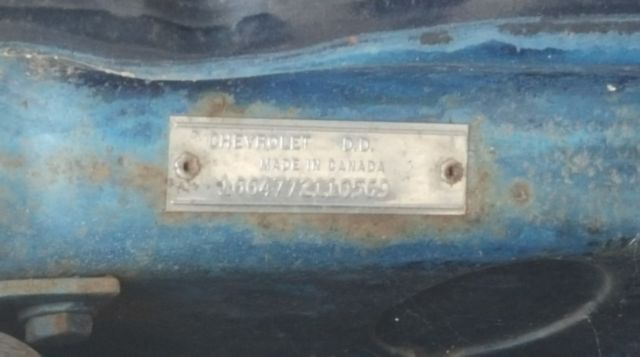 CHEVROLET D.D.
MADE IN CANADA
1664772110569